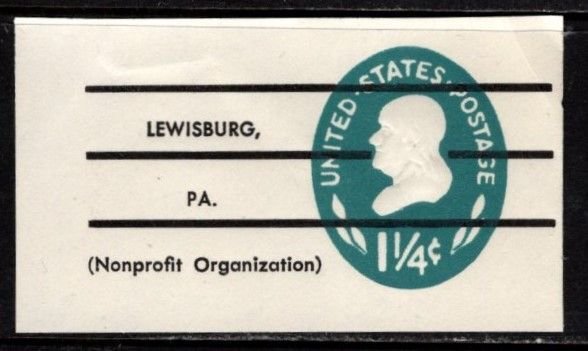 LEWISBURG,
PA.
(Nonprofit Organization)
UNITED·STATES·POSTAGE
1¼¢